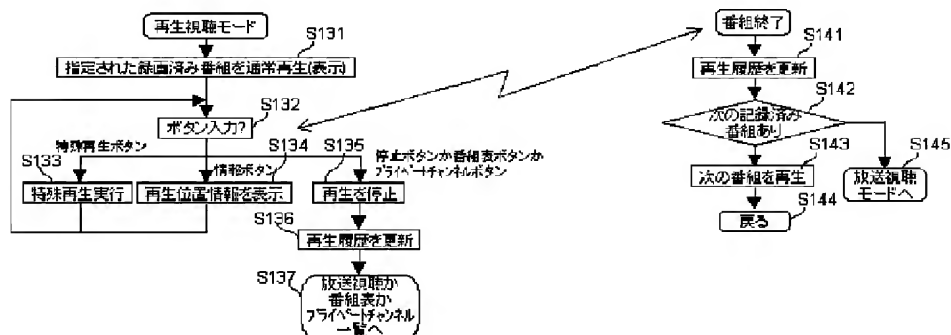 再生視聴モード
S131
指定された録画済み番組を通常再生(表示)
S132
ボタン入力?
特殊再生ボタン
S133
特殊再生実行
情報ボタン
S134
再生位置情報を表示
S135
停止ボタンか番組表ボタンか
プライベートチャンネルボタン
再生を停止
S136
再生履歴を更新
S137
放送視聴か
番組表か
プライベートチャンネル
一覧へ
番組終了
S141
再生履歴を更新
S142
次の記録済み
番組あり
S143
次の番組を再生
S144
戻る
S145
放送視聴
モードへ